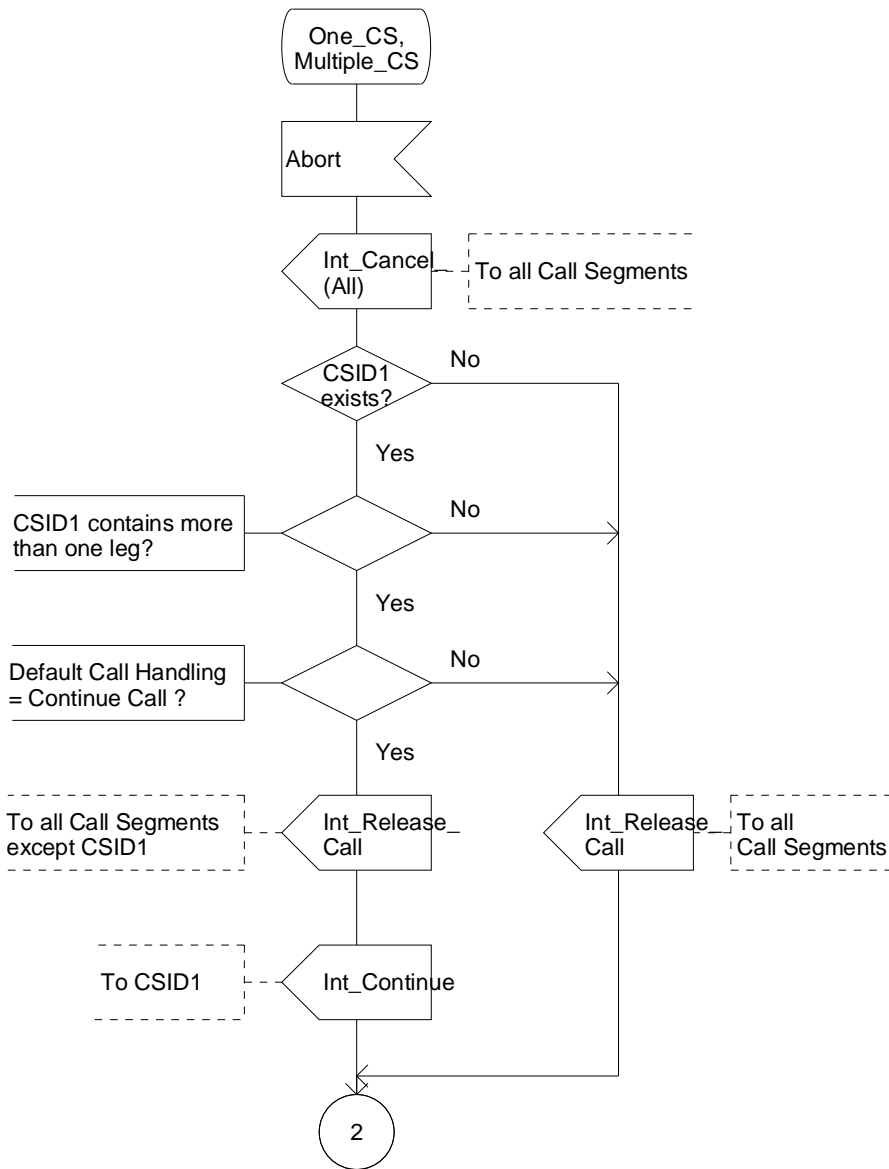 One_CS,
Multiple_CS
Abort
Int_Cancel_
(All)
To all Call Segments
CSID1
exists?
No
Yes
CSID1 contains more
than one leg?
No
Yes
Default Call Handling
= Continue Call ?
No
Yes
To all Call Segments
except CSID1
Int_Release_
Call
Int_Release_
Call
To all
Call Segments
To CSID1
Int_Continue
2